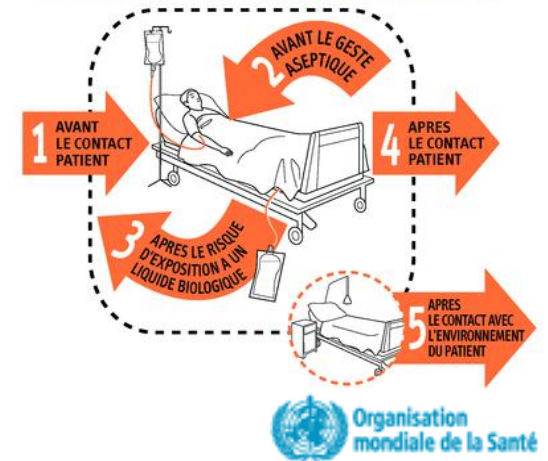 1 AVANT
LE CONTACT
PATIENT
2 AVANT LE GESTE
ASEPTIQUE
3 APRES LE RISQUE
D'EXPOSITION A UN
LIQUIDE BIOLOGIQUE
4 APRES
LE CONTACT
PATIENT
5 APRES
LE CONTACT AVEC
L'ENVIRONNEMENT
DU PATIENT
Organisation
mondiale de la Santé